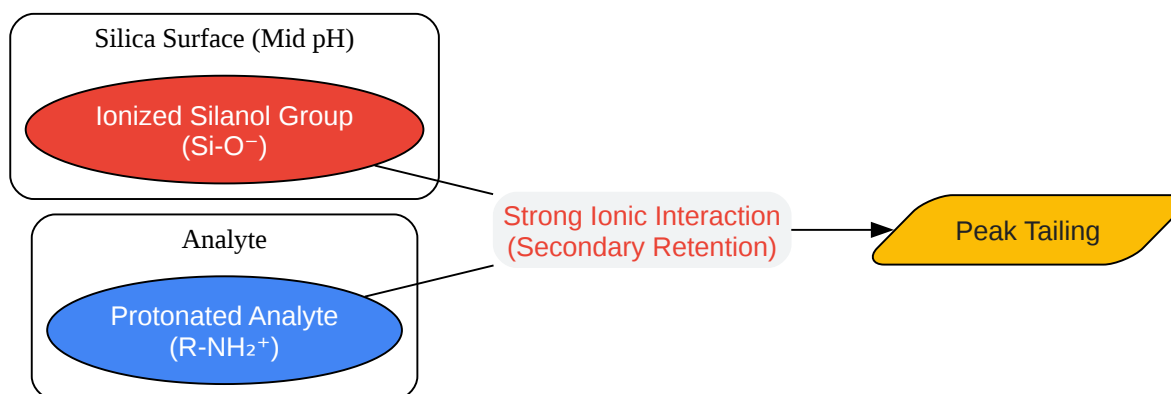 Silica Surface (Mid pH)
Ionized Silanol Group
(Si-O⁻)
Analyte
Protonated Analyte
(R-NH₂⁺)
Strong Ionic Interaction
(Secondary Retention)
Peak Tailing